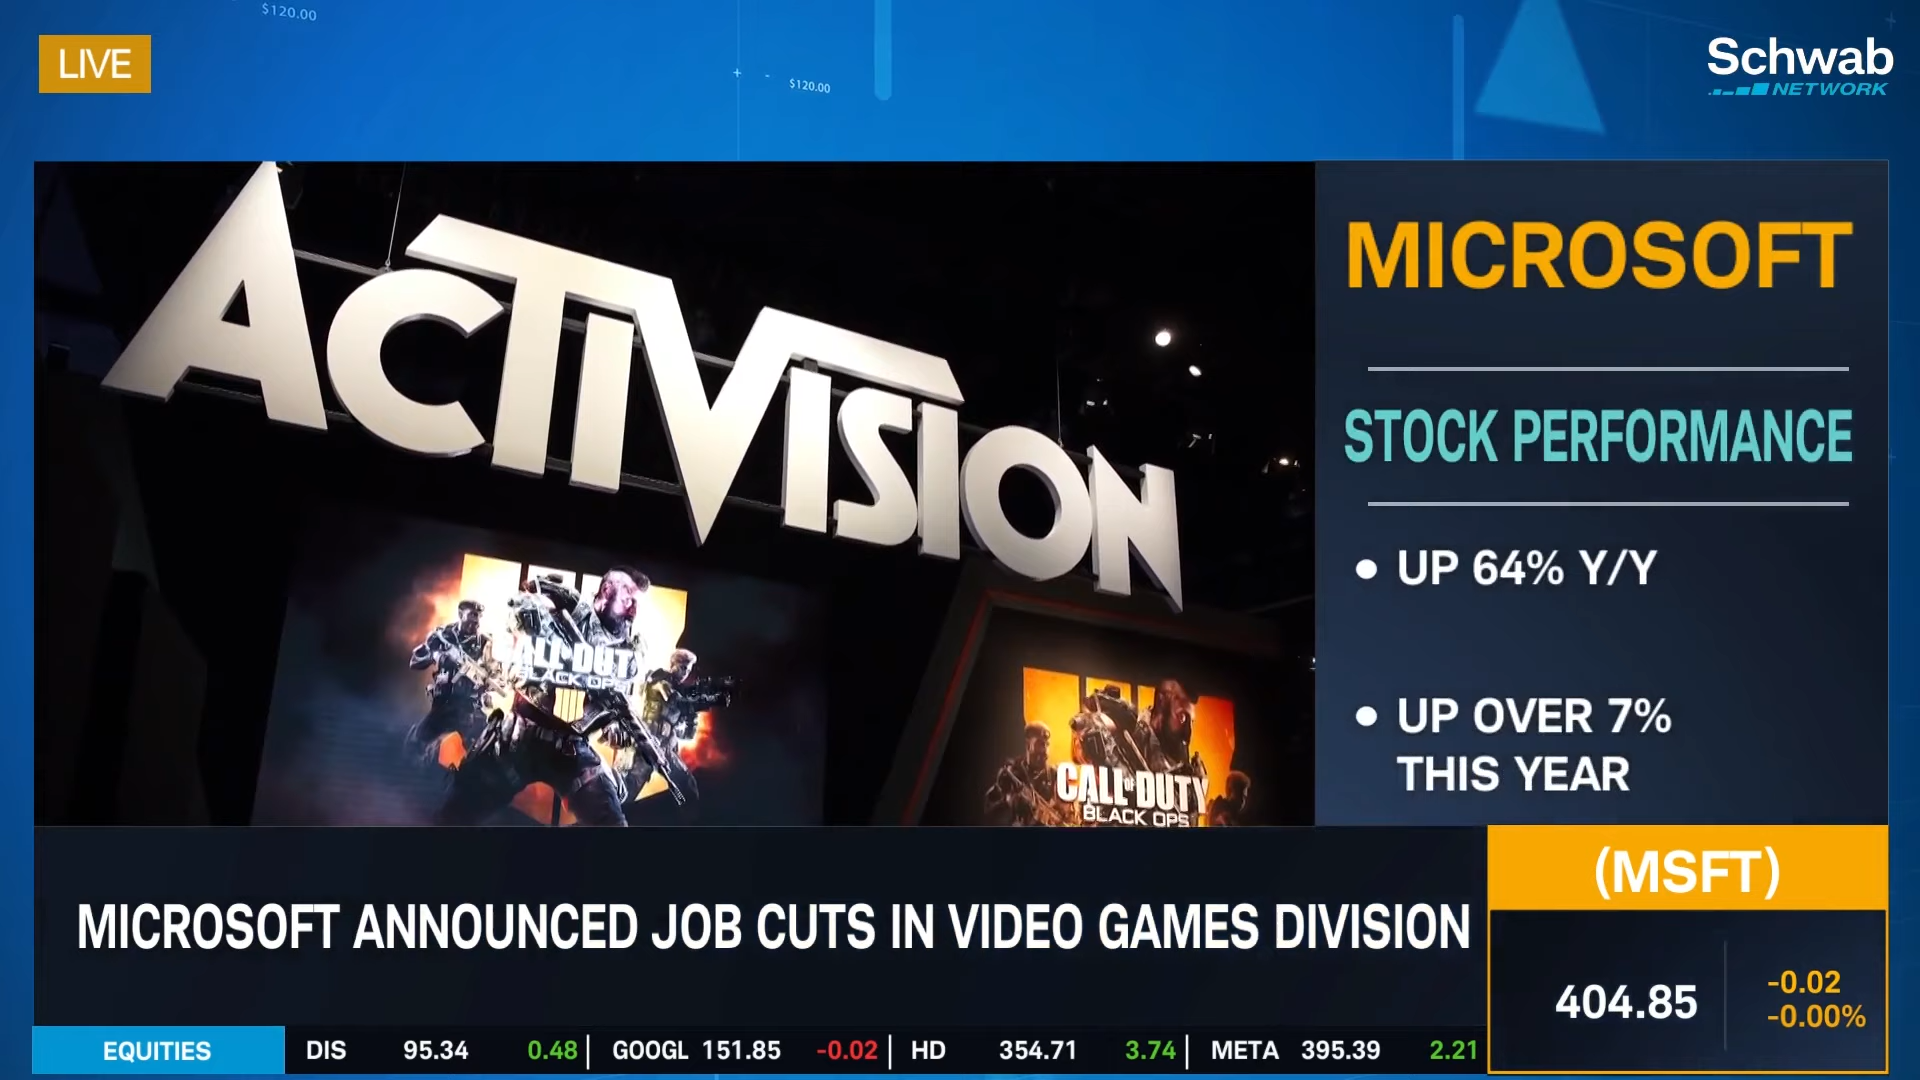 $120.00
LIVE
$120.00
Schwab
NETWORK
ACTIVISION
CALL OF DUTY
BLACK OPS
CALL OF DUTY
BLACK OPS
MICROSOFT
STOCK PERFORMANCE
• UP 64% Y/Y
• UP OVER 7%
THIS YEAR
MICROSOFT ANNOUNCED JOB CUTS IN VIDEO GAMES DIVISION
(MSFT)
404.85
-0.02
-0.00%
EQUITIES DIS 95.34 0.48 GOOGL 151.85 -0.02 HD 354.71 3.74 META 395.39 2.21